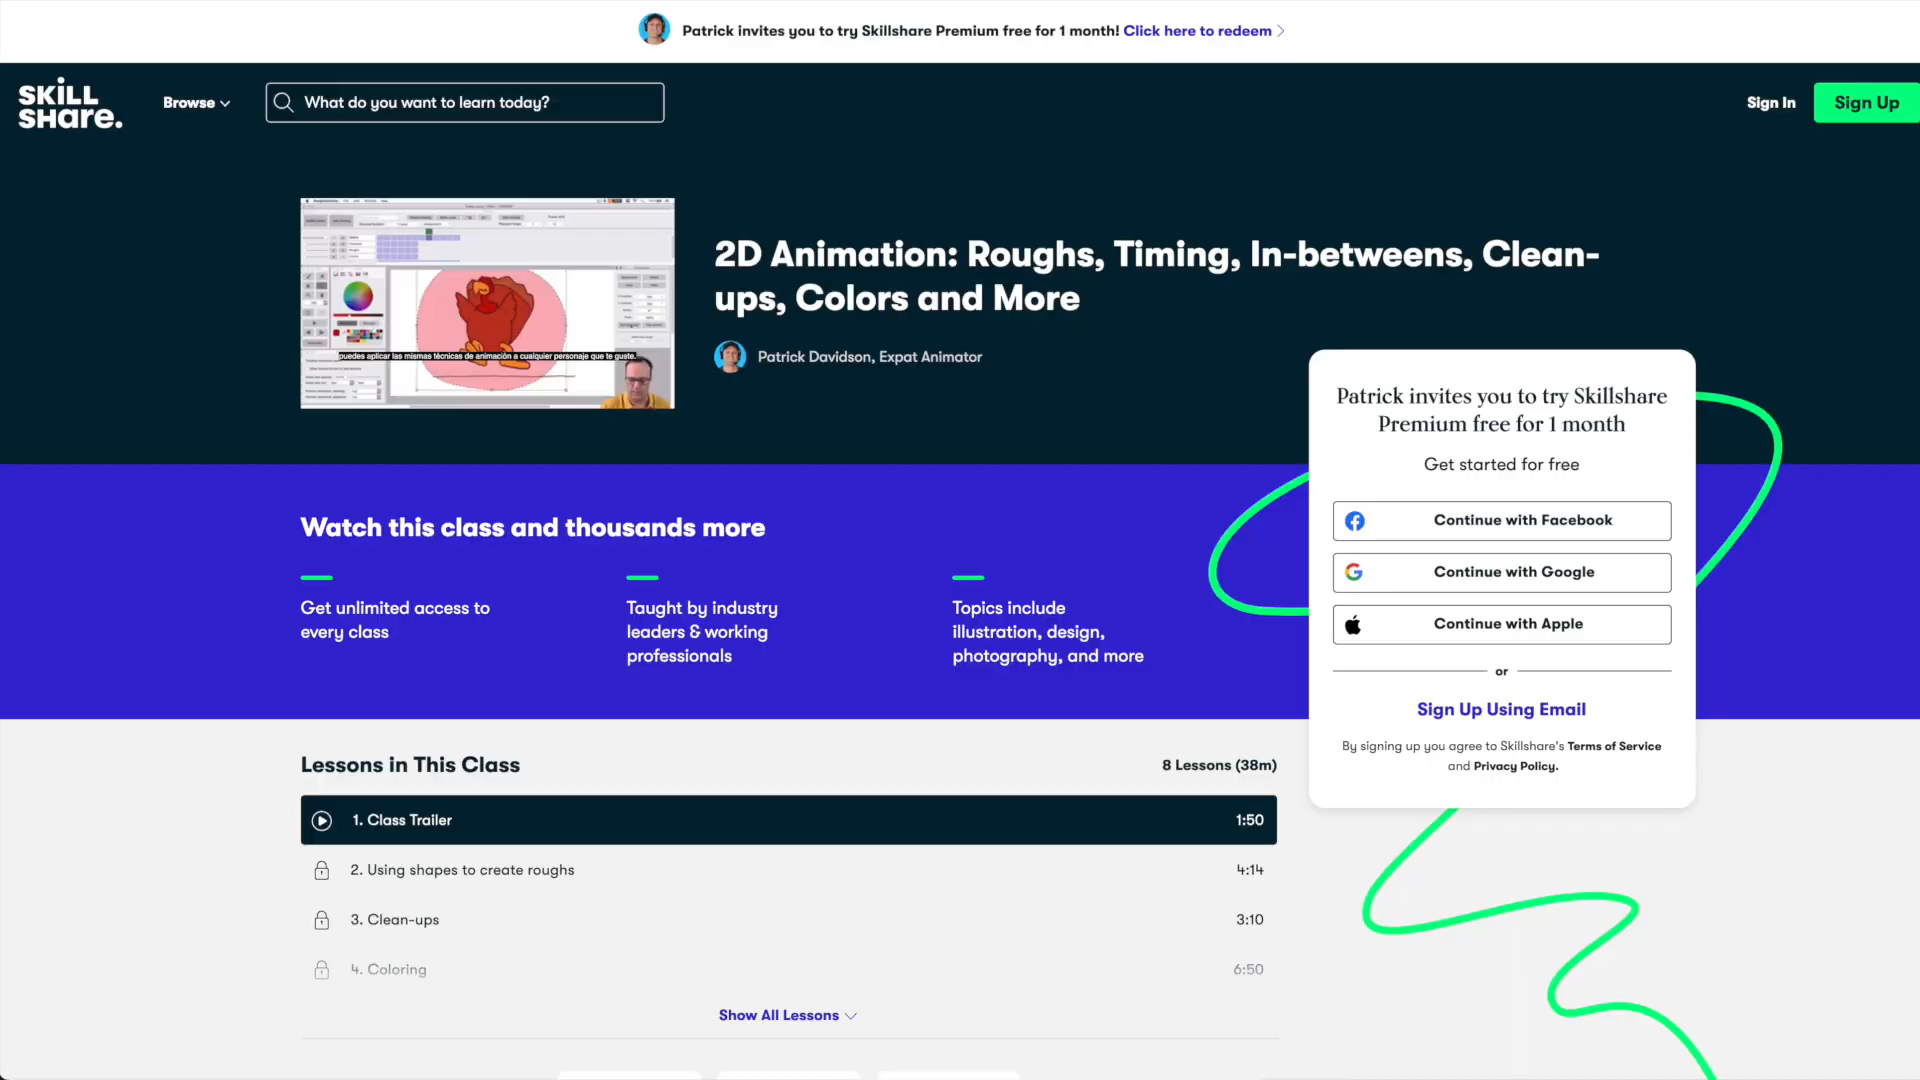 Patrick invites you to try Skillshare Premium free for 1 month! Click here to redeem
SKILL
SHare.
Browse
What do you want to learn today?
Sign In
Sign Up
puedes aplicar las mismas técnicas de animación a cualquier personaje que te guste.
2D Animation: Roughs, Timing, In-betweens, Clean-
ups, Colors and More
Patrick Davidson, Expat Animator
Patrick invites you to try Skillshare
Premium free for 1 month
Get started for free
Continue with Facebook
Continue with Google
Continue with Apple
or
Sign Up Using Email
By signing up you agree to Skillshare's Terms of Service
and Privacy Policy.
Watch this class and thousands more
Get unlimited access to
every class
Taught by industry
leaders & working
professionals
Topics include
illustration, design,
photography, and more
Lessons in This Class
8 Lessons (38m)
1. Class Trailer
1:50
2. Using shapes to create roughs
4:14
3. Clean-ups
3:10
4. Coloring
6:50
Show All Lessons